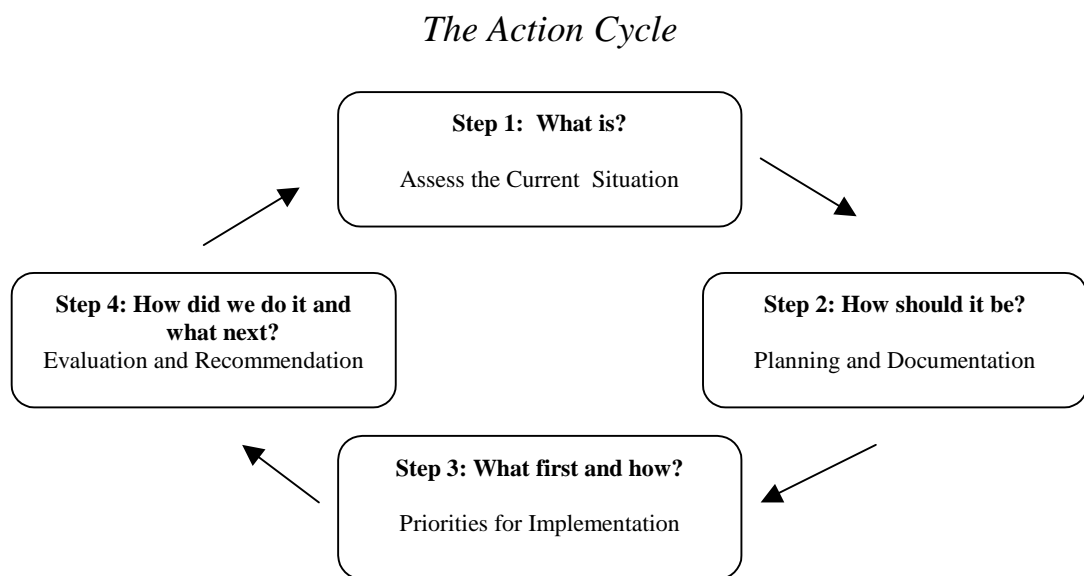 The Action Cycle
Step 1: What is?
Assess the Current Situation
Step 2: How should it be?
Planning and Documentation
Step 3: What first and how?
Priorities for Implementation
Step 4: How did we do it and
what next?
Evaluation and Recommendation